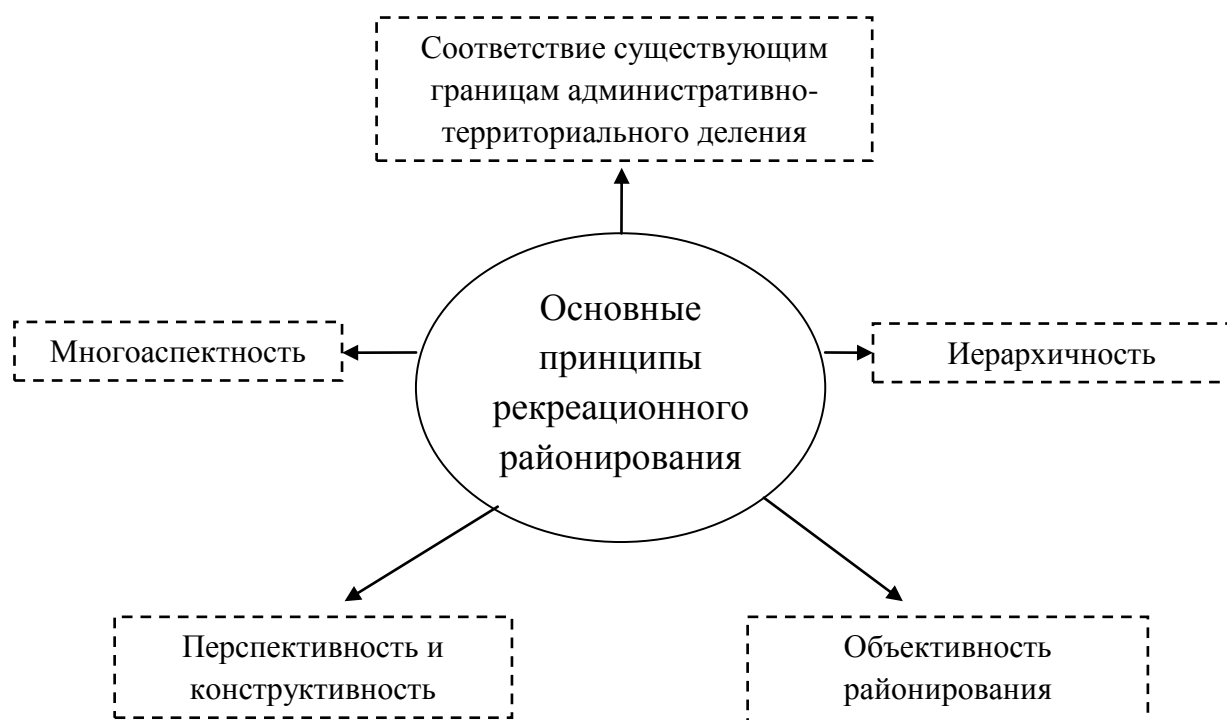 Соответствие существующим
границам административно-
территориального деления
Многоаспектность
Основные
принципы
рекреационного
районирования
Иерархичность
Перспективность и
конструктивность
Объективность
районирования